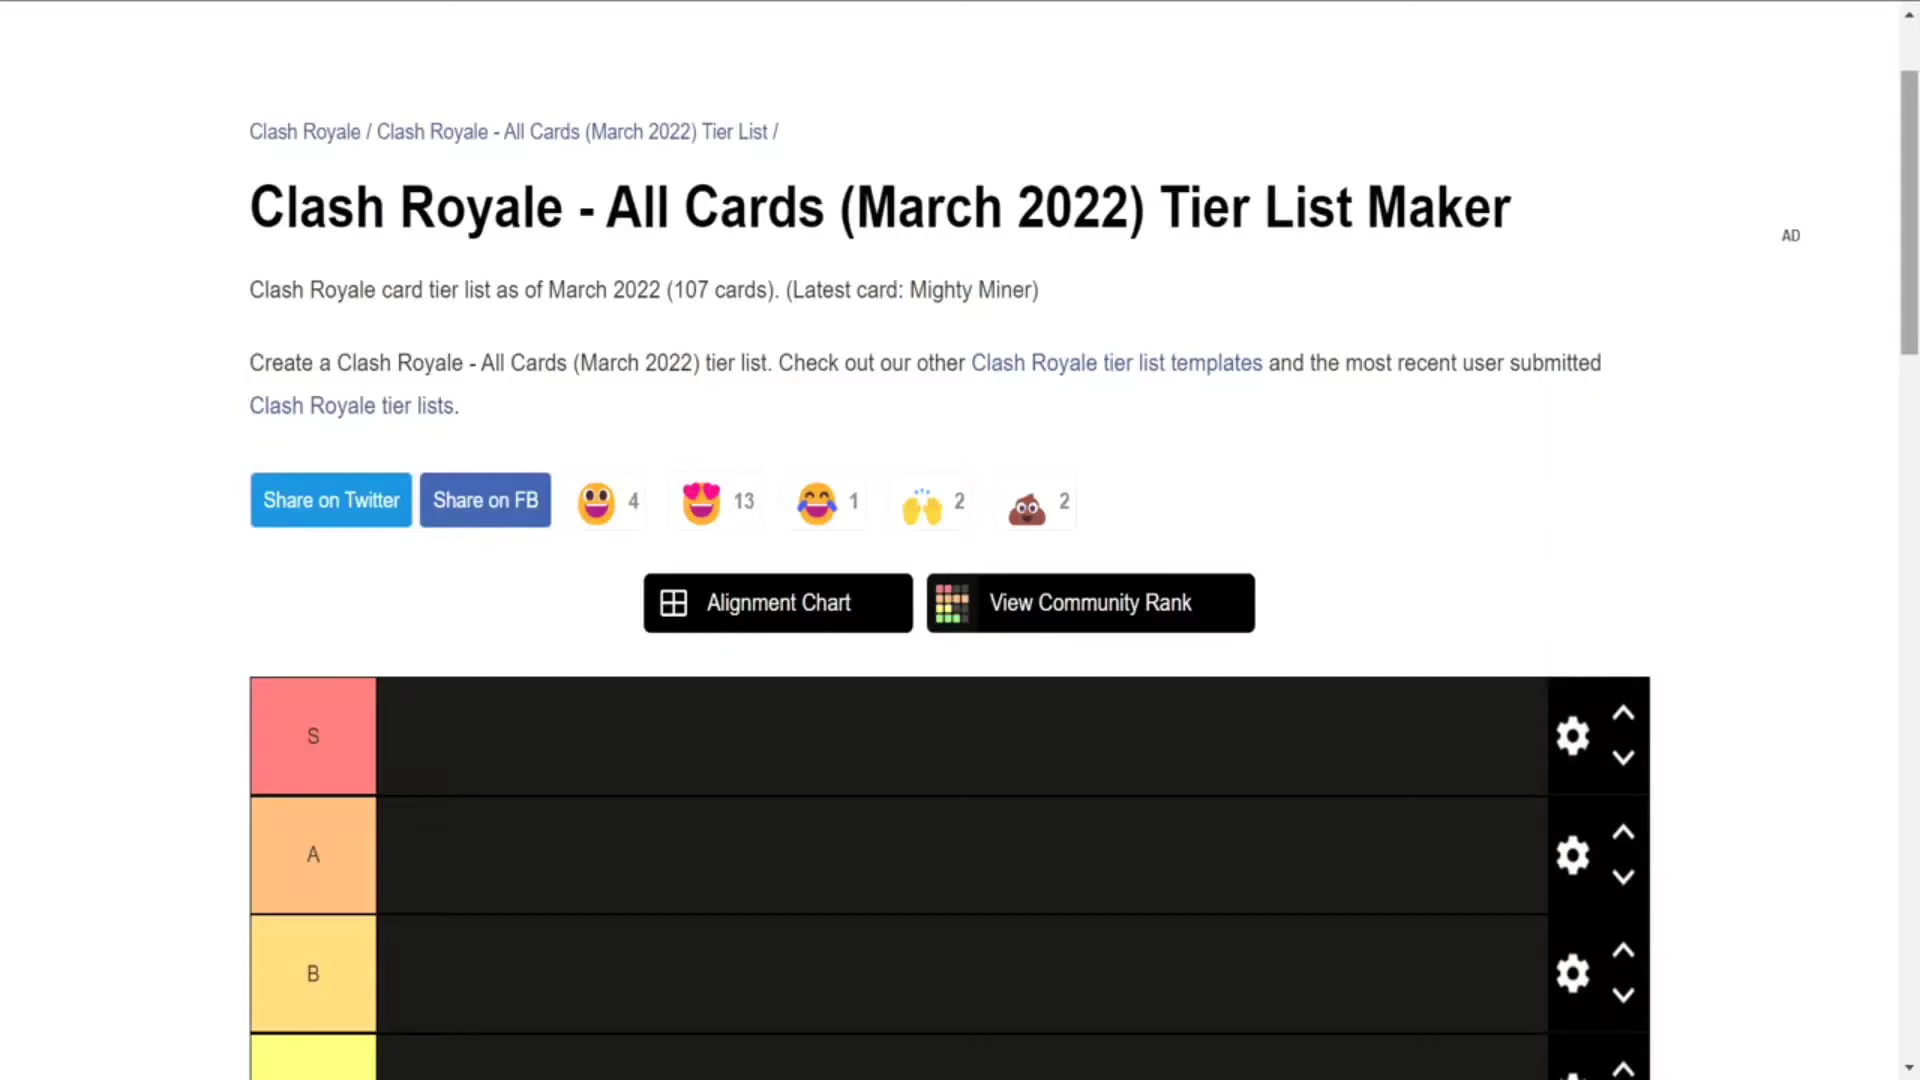 Clash Royale / Clash Royale - All Cards (March 2022) Tier List /
Clash Royale - All Cards (March 2022) Tier List Maker
AD
Clash Royale card tier list as of March 2022 (107 cards). (Latest card: Mighty Miner)
Create a Clash Royale - All Cards (March 2022) tier list. Check out our other Clash Royale tier list templates and the most recent user submitted
Clash Royale tier lists.
Share on Twitter Share on FB 4 13 1 2 2
Alignment Chart View Community Rank
S
A
B